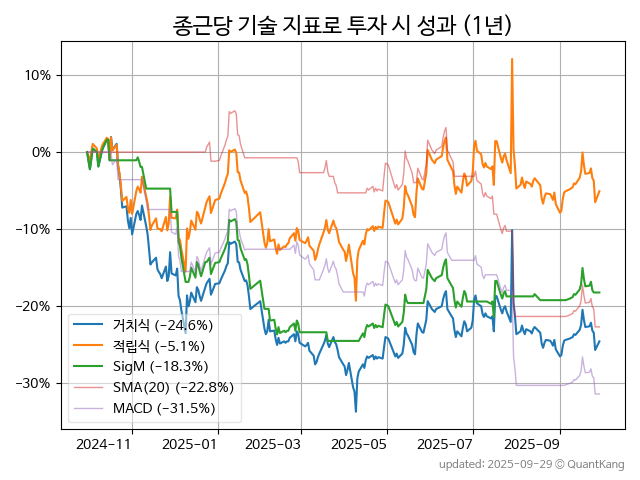 종근당 기술 지표로 투자 시 성과 (1년)
10%
0%
−10%
−20%
−30%
거치식 (−24.6%)
적립식 (−5.1%)
SigM (−18.3%)
SMA(20) (−22.8%)
MACD (−31.5%)
2024−11
2025−01
2025−03
2025−05
2025−07
2025−09
updated: 2025-09-29 © QuantKang